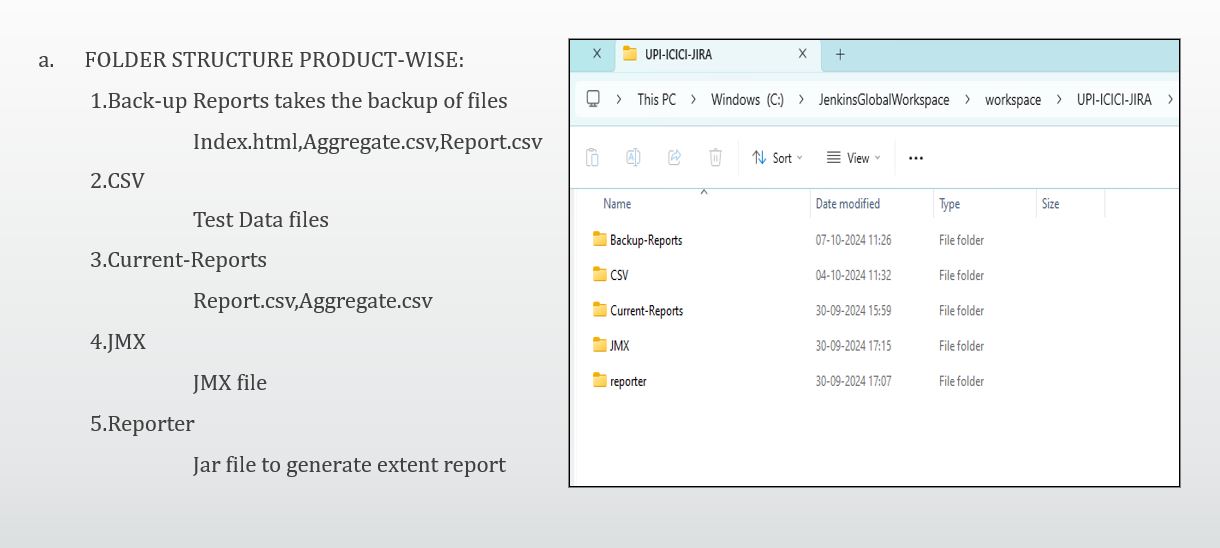 a. FOLDER STRUCTURE PRODUCT-WISE:
1.Back-up Reports takes the backup of files
Index.html,Aggregate.csv,Report.csv
2.CSV
Test Data files
3.Current-Reports
Report.csv,Aggregate.csv
4.JMX
JMX file
5.Reporter
Jar file to generate extent report
UPI-ICICI-JIRA
This PC > Windows (C:) > JenkinsGlobalWorkspace > workspace > UPI-ICICI-JIRA >
Sort View ...
Name Date modified Type Size
Backup-Reports 07-10-2024 11:26 File folder
CSV 04-10-2024 11:32 File folder
Current-Reports 30-09-2024 15:59 File folder
JMX 30-09-2024 17:15 File folder
reporter 30-09-2024 17:07 File folder